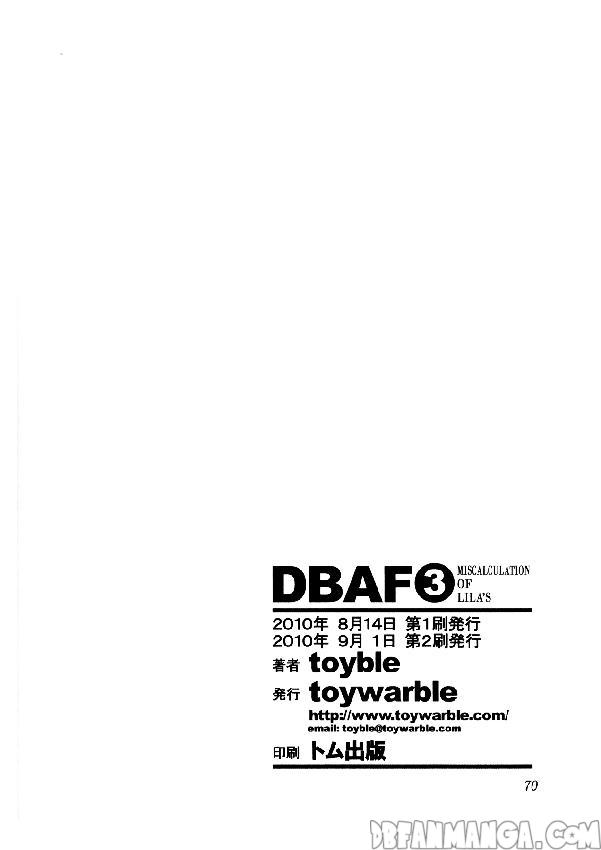 DBAF③ MISCALCULATION
OF
LILA'S
2010年 8月14日 第1刷発行
2010年 9月 1日 第2刷発行
著者 toyble
発行 toywarble
http://www.toywarble.com/
email: toyble@toywarble.com
印刷 トム出版
70
DBFANMANGA.COM